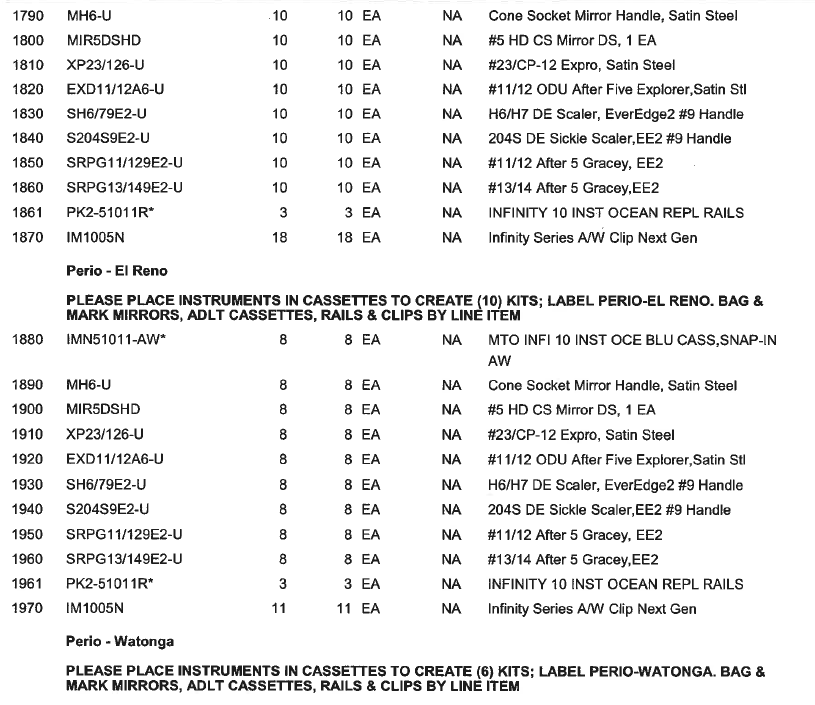 1790 MH6-U 10 10 EA NA Cone Socket Mirror Handle, Satin Steel
1800 MIR5DSHD 10 10 EA NA #5 HD CS Mirror DS, 1 EA
1810 XP23/126-U 10 10 EA NA #23/CP-12 Expro, Satin Steel
1820 EXD11/12A6-U 10 10 EA NA #11/12 ODU After Five Explorer,Satin Stl
1830 SH6/79E2-U 10 10 EA NA H6/H7 DE Scaler, EverEdge2 #9 Handle
1840 S204S9E2-U 10 10 EA NA 204S DE Sickle Scaler,EE2 #9 Handle
1850 SRPG11/129E2-U 10 10 EA NA #11/12 After 5 Gracey, EE2
1860 SRPG13/149E2-U 10 10 EA NA #13/14 After 5 Gracey,EE2
1861 PK2-51011R* 3 3 EA NA INFINITY 10 INST OCEAN REPL RAILS
1870 IM1005N 18 18 EA NA Infinity Series A/W Clip Next Gen
Perio - El Reno
PLEASE PLACE INSTRUMENTS IN CASSETTES TO CREATE (10) KITS; LABEL PERIO-EL RENO. BAG &
MARK MIRRORS, ADLT CASSETTES, RAILS & CLIPS BY LINE ITEM
1880 IMN51011-AW* 8 8 EA NA MTO INFI 10 INST OCE BLU CASS,SNAP-IN
AW
1890 MH6-U 8 8 EA NA Cone Socket Mirror Handle, Satin Steel
1900 MIR5DSHD 8 8 EA NA #5 HD CS Mirror DS, 1 EA
1910 XP23/126-U 8 8 EA NA #23/CP-12 Expro, Satin Steel
1920 EXD11/12A6-U 8 8 EA NA #11/12 ODU After Five Explorer,Satin Stl
1930 SH6/79E2-U 8 8 EA NA H6/H7 DE Scaler, EverEdge2 #9 Handle
1940 S204S9E2-U 8 8 EA NA 204S DE Sickle Scaler,EE2 #9 Handle
1950 SRPG11/129E2-U 8 8 EA NA #11/12 After 5 Gracey, EE2
1960 SRPG13/149E2-U 8 8 EA NA #13/14 After 5 Gracey,EE2
1961 PK2-51011R* 3 3 EA NA INFINITY 10 INST OCEAN REPL RAILS
1970 IM1005N 11 11 EA NA Infinity Series A/W Clip Next Gen
Perio - Watonga
PLEASE PLACE INSTRUMENTS IN CASSETTES TO CREATE (6) KITS; LABEL PERIO-WATONGA. BAG &
MARK MIRRORS, ADLT CASSETTES, RAILS & CLIPS BY LINE ITEM